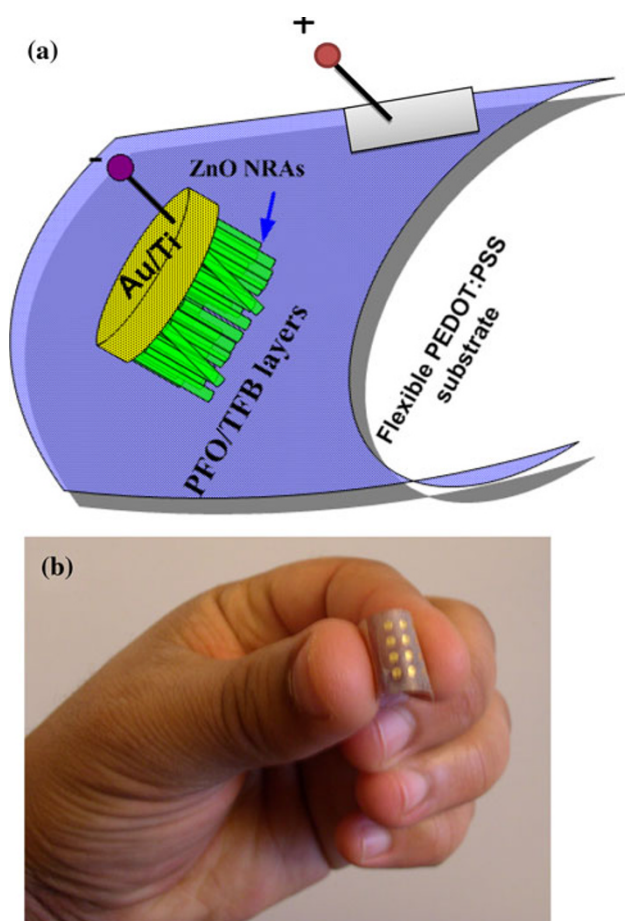 (a)
+
-
ZnO NRAs
Au/Ti
PFO/TFB layers
Flexible PEDOT:PSS
substrate
(b)